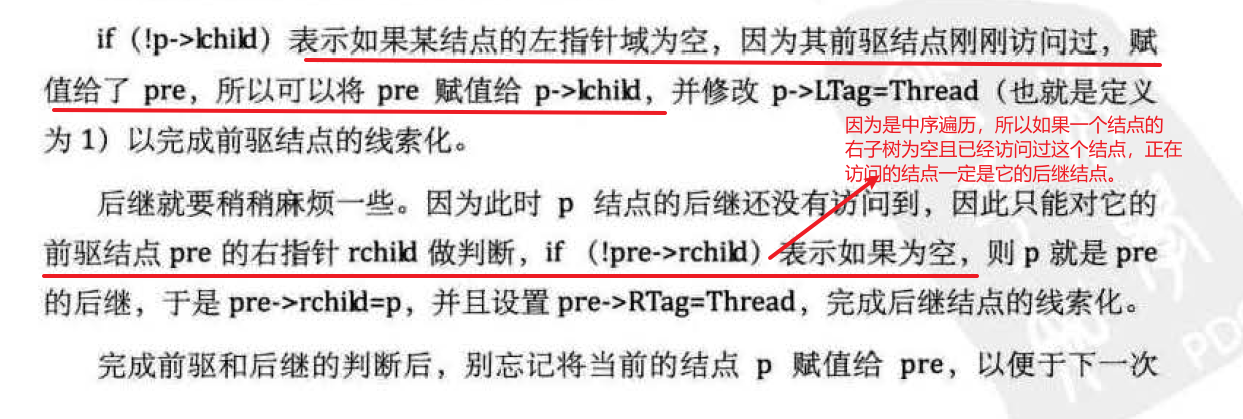 if（!p->lchild）表示如果某结点的左指针域为空，因为其前驱结点刚刚访问过，赋
值给了 pre，所以可以将 pre 赋值给 p->lchild，并修改 p->LTag=Thread（也就是定义
为 1）以完成前驱结点的线索化。
因为是中序遍历，所以如果一个结点的
右子树为空且已经访问过这个结点，正在
访问的结点一定是它的后继结点。
后继就要稍稍麻烦一些。因为此时 p 结点的后继还没有访问到，因此只能对它的
前驱结点 pre 的右指针 rchild 做判断，if （!pre->rchild）表示如果为空，则 p 就是 pre
的后继，于是 pre->rchild=p，并且设置 pre->RTag=Thread，完成后继结点的线索化。
完成前驱和后继的判断后，别忘记将当前的结点 p 赋值给 pre，以便于下一次